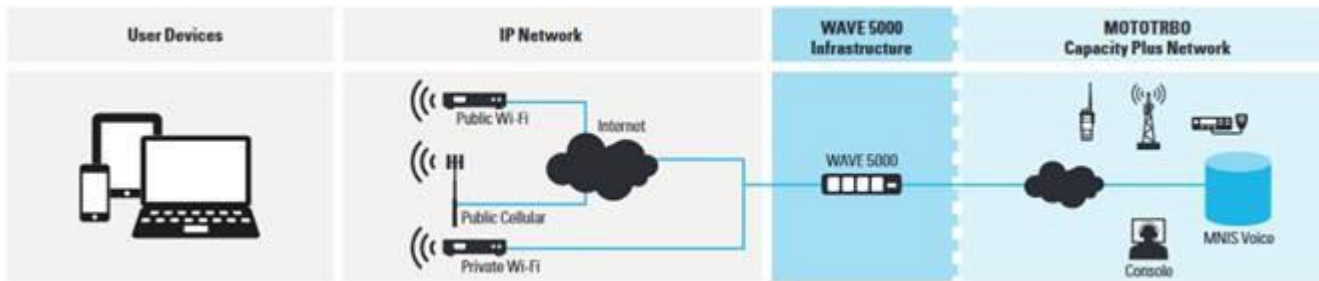 User Devices
IP Network
WAVE 5000
Infrastructure
MOTOTRBO
Capacity Plus Network
Public Wi-Fi
Internet
Public Cellular
Private Wi-Fi
WAVE 5000
MNIS Voice
Console